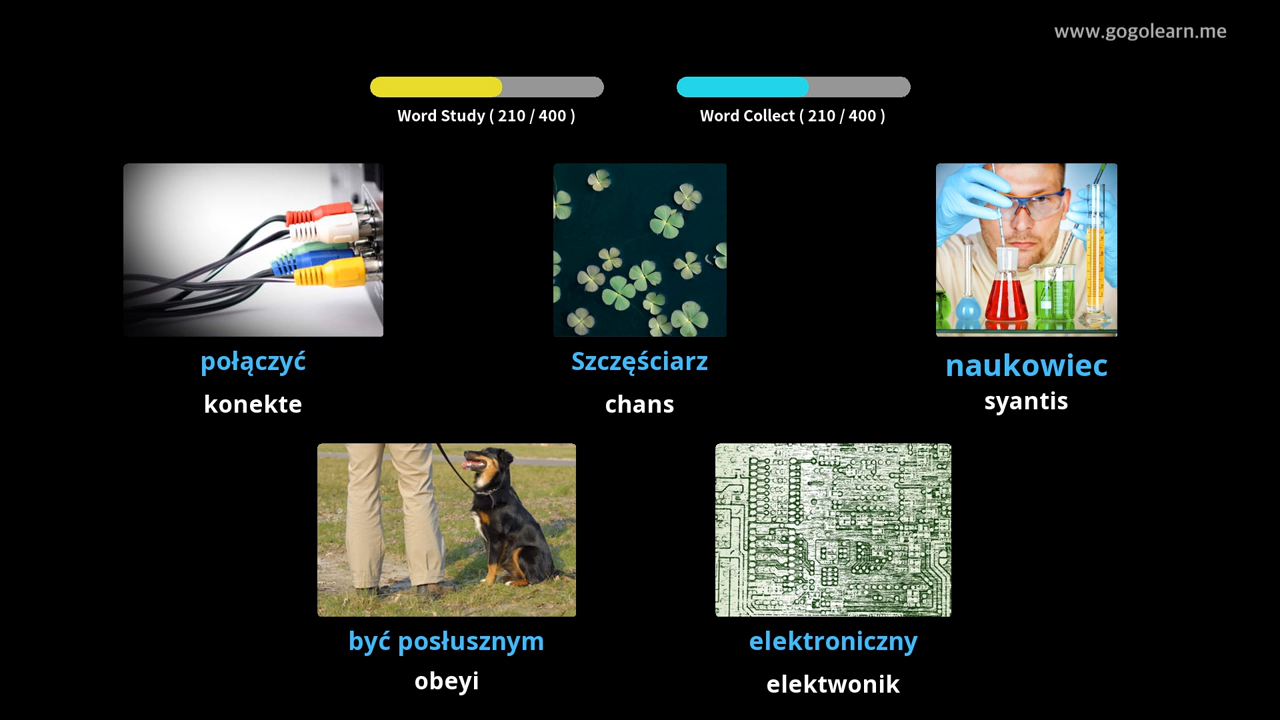 www.gogolearn.me
Word Study ( 210 / 400 )
Word Collect ( 210 / 400 )
połączyć
konekte
Szczęściarz
chans
naukowiec
syantis
być posłusznym
obeyi
elektroniczny
elektwonik